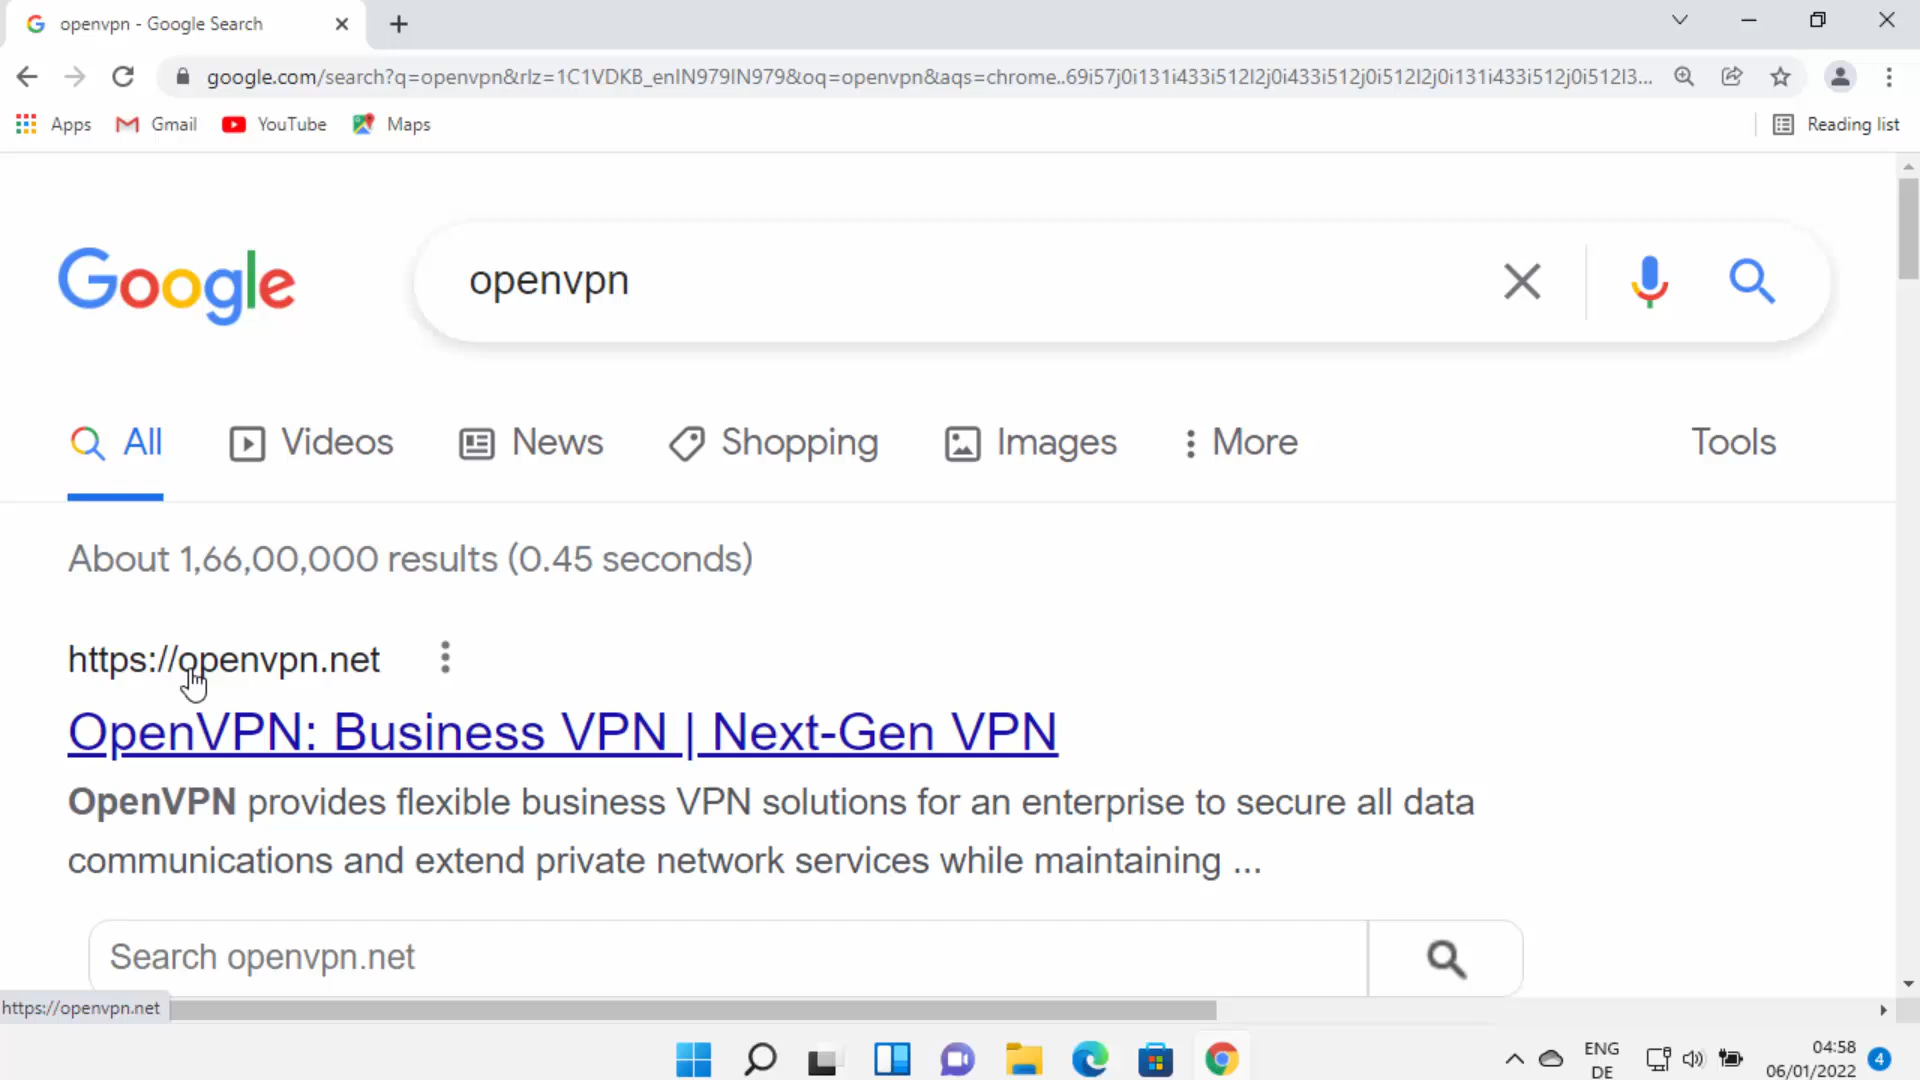 openvpn - Google Search
google.com/search?q=openvpn&rlz=1C1VDKB_enIN979IN979&oq=openvpn&aqs=chrome..69i57j0i131i433i512l2j0i433i512j0i512l2j0i131i433i512j0i512l3...
Apps Gmail YouTube Maps Reading list
Google openvpn
All Videos News Shopping Images More Tools
About 1,66,00,000 results (0.45 seconds)
https://openvpn.net
OpenVPN: Business VPN | Next-Gen VPN
OpenVPN provides flexible business VPN solutions for an enterprise to secure all data
communications and extend private network services while maintaining ...
Search openvpn.net
https://openvpn.net
ENG 04:58
DE 06/01/2022 4